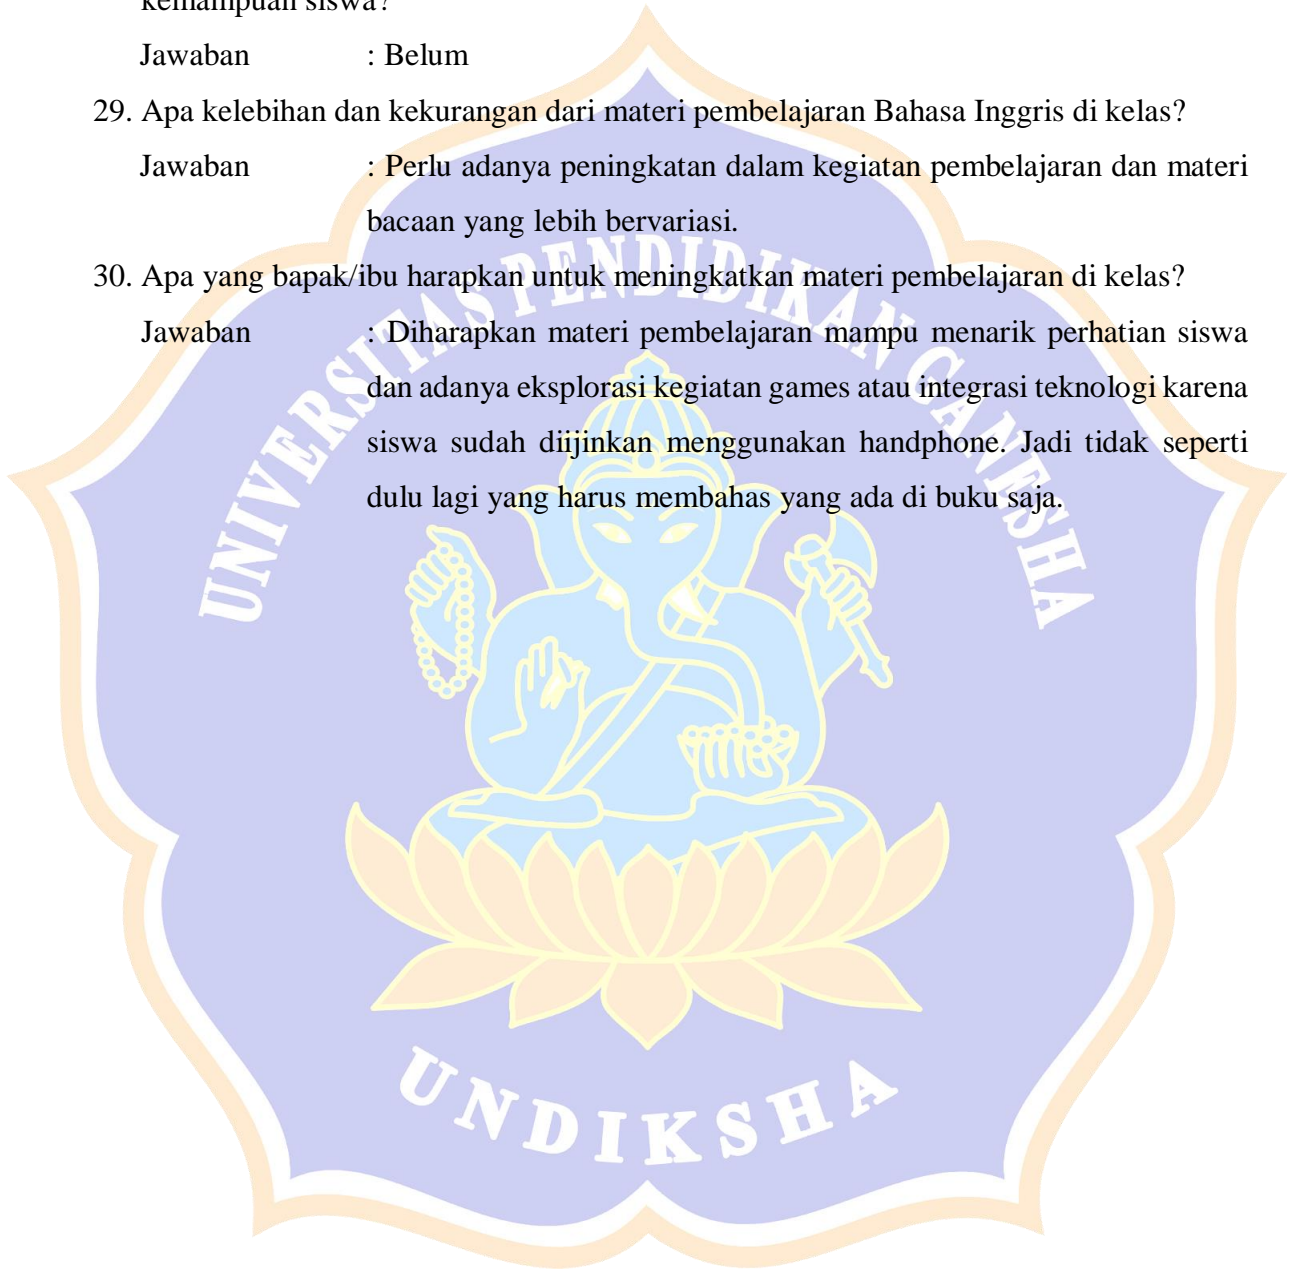 kemampuan siswa?
Jawaban : Belum
29. Apa kelebihan dan kekurangan dari materi pembelajaran Bahasa Inggris di kelas?
Jawaban : Perlu adanya peningkatan dalam kegiatan pembelajaran dan materi
bacaan yang lebih bervariasi.
30. Apa yang bapak/ibu harapkan untuk meningkatkan materi pembelajaran di kelas?
Jawaban : Diharapkan materi pembelajaran mampu menarik perhatian siswa
dan adanya eksplorasi kegiatan games atau integrasi teknologi karena
siswa sudah diijinkan menggunakan handphone. Jadi tidak seperti
dulu lagi yang harus membahas yang ada di buku saja.
UNIVERSITAS PENDIDIKAN GANESHA
UNDIKSHA